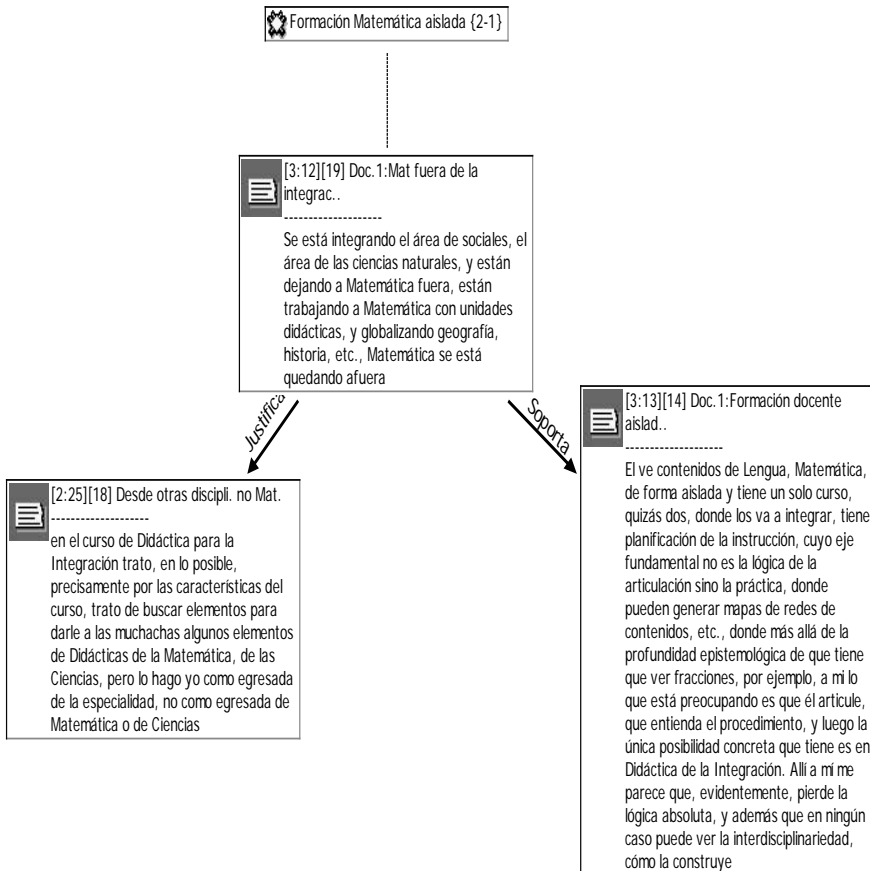 Formación Matemática aislada {2-1}
[3:12][19] Doc.1:Mat fuera de la
integrac..
--------------------
Se está integrando el área de sociales, el
área de las ciencias naturales, y están
dejando a Matemática fuera, están
trabajando a Matemática con unidades
didácticas, y globalizando geografía,
historia, etc., Matemática se está
quedando afuera
Justifica
Soporta
[2:25][18] Desde otras discipli. no Mat.
--------------------
en el curso de Didáctica para la
Integración trato, en lo posible,
precisamente por las características del
curso, trato de buscar elementos para
darle a las muchachas algunos elementos
de Didácticas de la Matemática, de las
Ciencias, pero lo hago yo como egresada
de la especialidad, no como egresada de
Matemática o de Ciencias
[3:13][14] Doc.1:Formación docente
aislad..
--------------------
El ve contenidos de Lengua, Matemática,
de forma aislada y tiene un solo curso,
quizás dos, donde los va a integrar, tiene
planificación de la instrucción, cuyo eje
fundamental no es la lógica de la
articulación sino la práctica, donde
pueden generar mapas de redes de
contenidos, etc., donde más allá de la
profundidad epistemológica de que tiene
que ver fracciones, por ejemplo, a mi lo
que está preocupando es que él articule,
que entienda el procedimiento, y luego la
única posibilidad concreta que tiene es en
Didáctica de la Integración. Allí a mí me
parece que, evidentemente, pierde la
lógica absoluta, y además que en ningún
caso puede ver la interdisciplinariedad,
cómo la construye